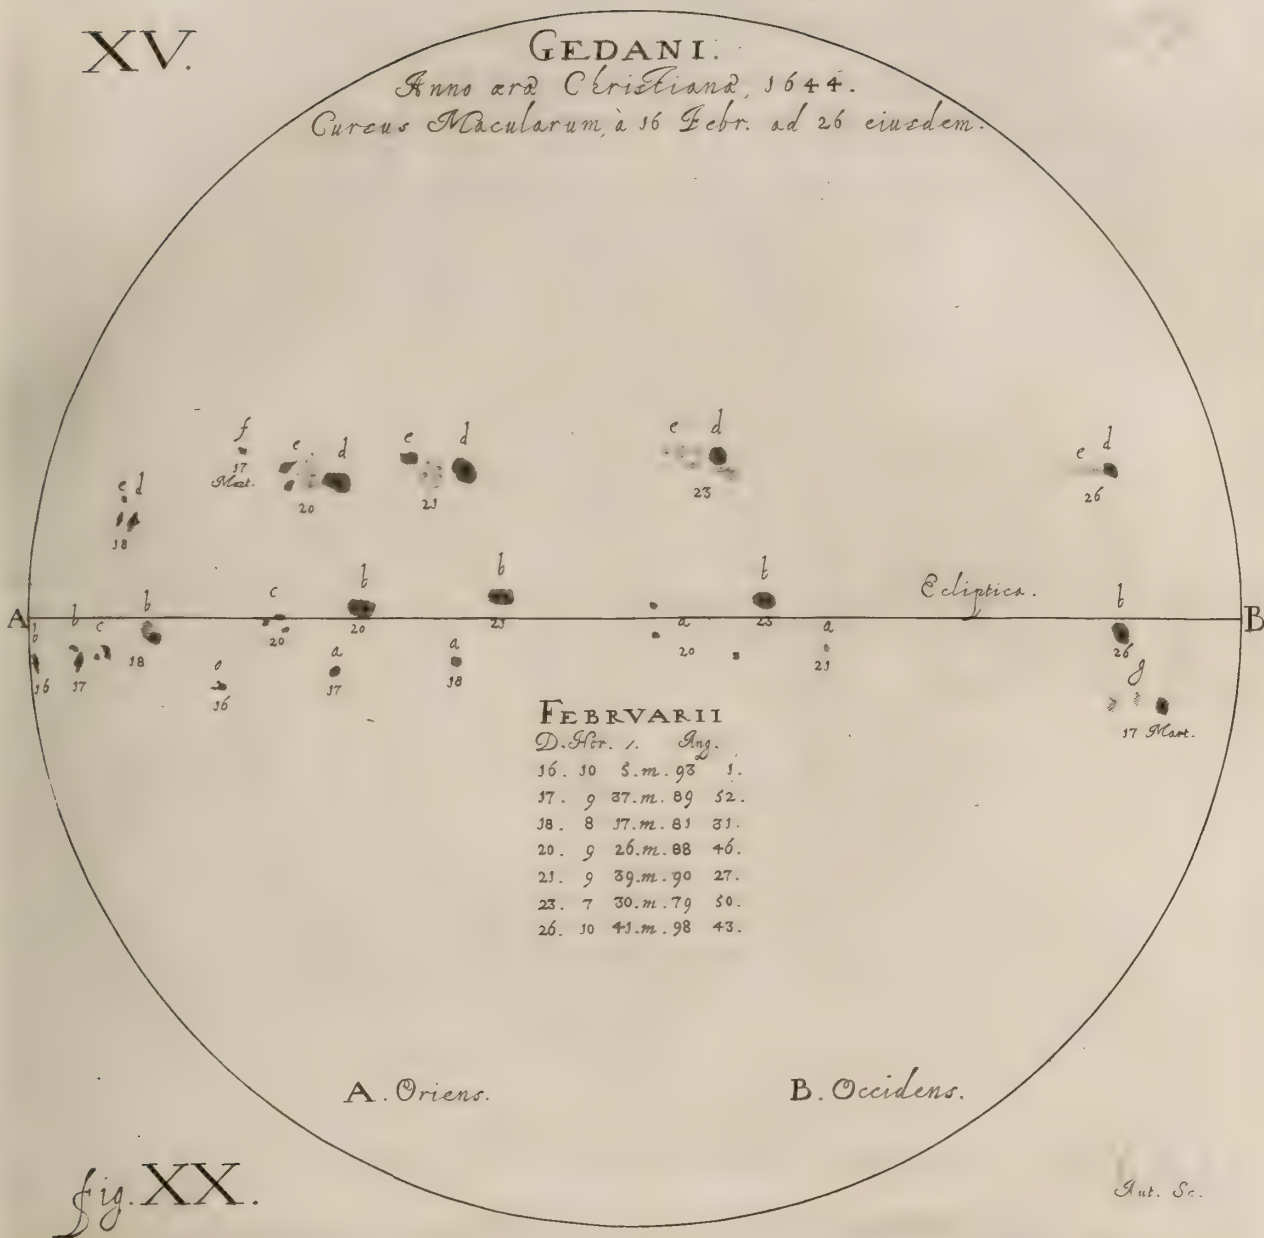 XV.
GEDANI.
Anno æræ Christianæ, 1644.
Cursus Macularum, à 16 Febr. ad 26 eiusdem.
f
17
Mart.
e d
20
e d
21
e d
23
e d
26
e d
18
b
20
b
21
b
23
Ecliptica.
b
26
A
B
b
16
b c
17
b
18
c
20
a
16
a
17
a
18
a
20
a
21
g
17 Mart.
FEBRVARII
D. Hor. /. Ang.
16. 10 5.m. 93 1.
17. 9 37.m. 89 52.
18. 8 17.m. 81 31.
20. 9 26.m. 88 46.
21. 9 39.m. 90 27.
23. 7 30.m. 79 50.
26. 10 41.m. 98 43.
A. Oriens.
B. Occidens.
fig. XX.
Aut. Sc.